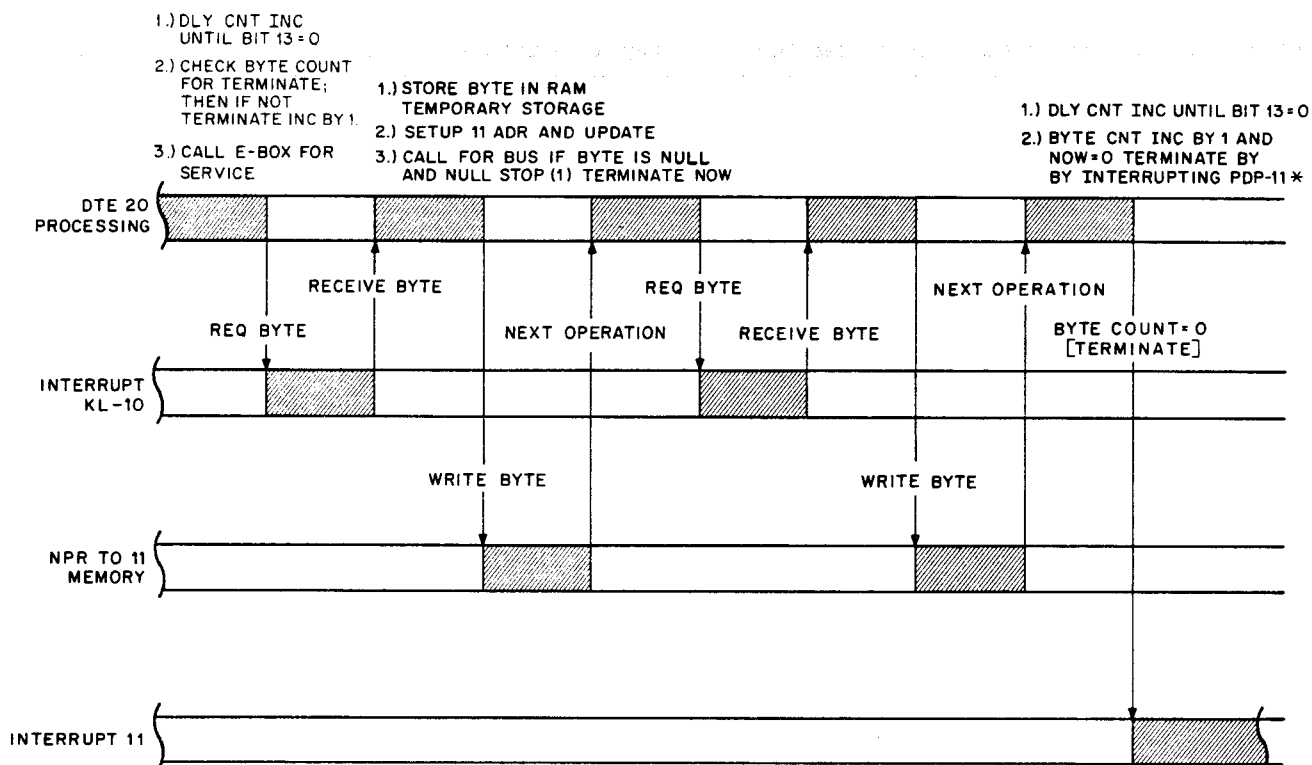 1.) DLY CNT INC
UNTIL BIT 13=0
2.) CHECK BYTE COUNT
FOR TERMINATE;
THEN IF NOT
TERMINATE INC BY 1.
3.) CALL E-BOX FOR
SERVICE
1.) STORE BYTE IN RAM
TEMPORARY STORAGE
2.) SETUP 11 ADR AND UPDATE
3.) CALL FOR BUS IF BYTE IS NULL
AND NULL STOP (1) TERMINATE NOW
1.) DLY CNT INC UNTIL BIT 13=0
2.) BYTE CNT INC BY 1 AND
NOW=0 TERMINATE BY
BY INTERRUPTING PDP-11*
DTE 20
PROCESSING
RECEIVE BYTE
REQ BYTE
NEXT OPERATION
REQ BYTE
RECEIVE BYTE
NEXT OPERATION
BYTE COUNT=0
[TERMINATE]
INTERRUPT
KL-10
WRITE BYTE
WRITE BYTE
NPR TO 11
MEMORY
INTERRUPT 11